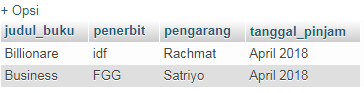 + Opsi
judul_buku penerbit pengarang tanggal_pinjam
Billionare idf Rachmat April 2018
Business FGG Satriyo April 2018